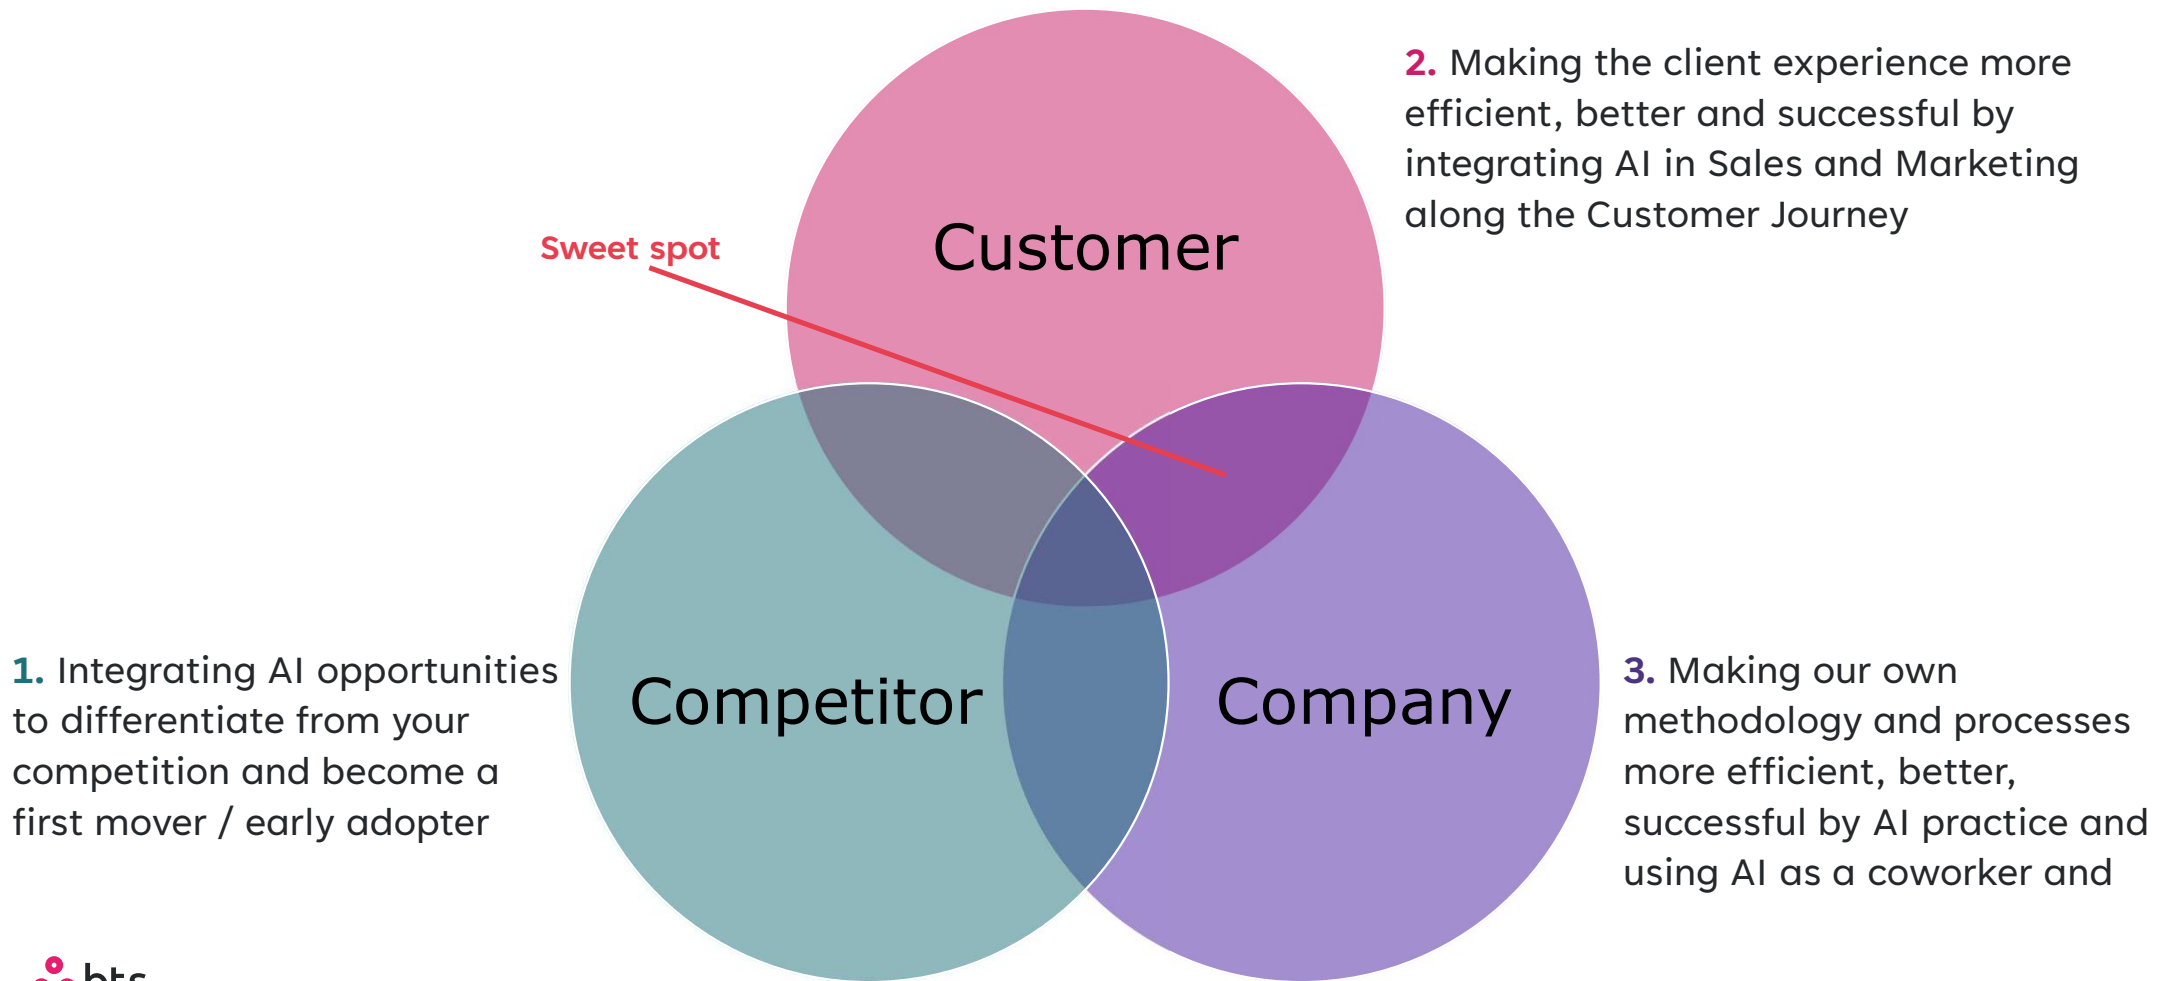 2. Making the client experience more
efficient, better and successful by
integrating AI in Sales and Marketing
along the Customer Journey
Sweet spot
Customer
1. Integrating AI opportunities
to differentiate from your
competition and become a
first mover / early adopter
Competitor
Company
3. Making our own
methodology and processes
more efficient, better,
successful by AI practice and
using AI as a coworker and
bts